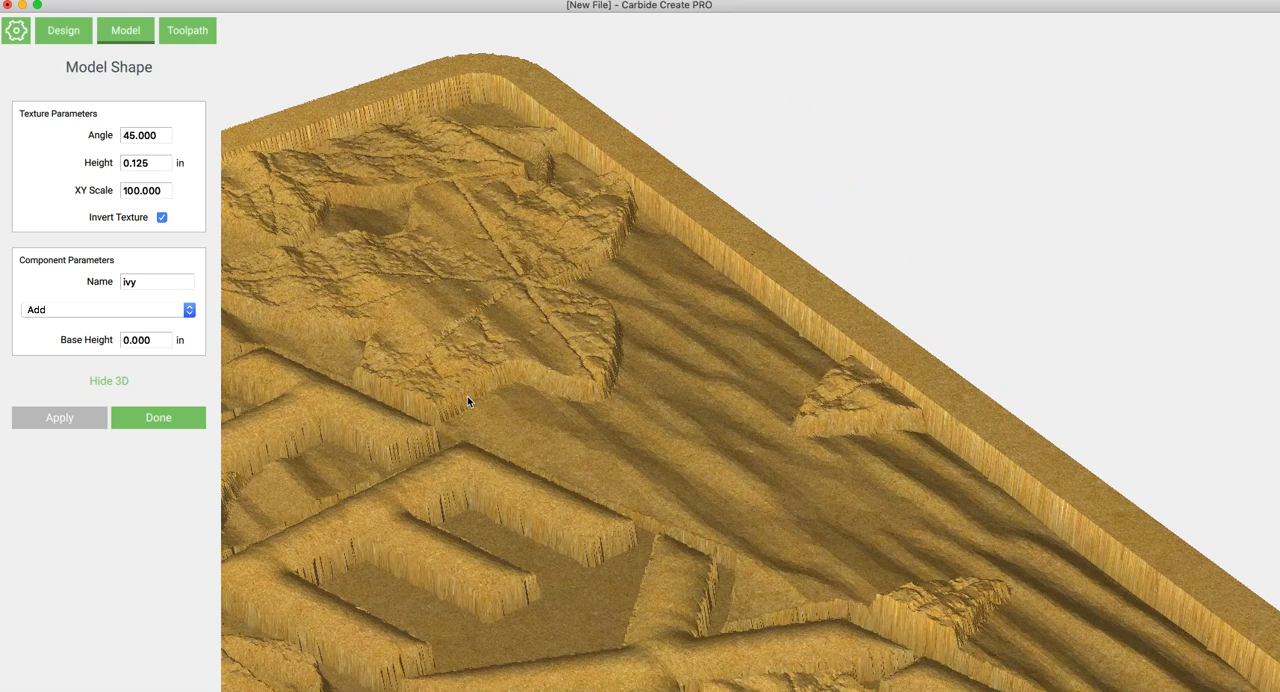 [New File] - Carbide Create PRO
Design Model Toolpath
Model Shape
Texture Parameters
Angle 45.000
Height 0.125 in
XY Scale 100.000
Invert Texture
Component Parameters
Name ivy
Add
Base Height 0.000 in
Hide 3D
Apply Done